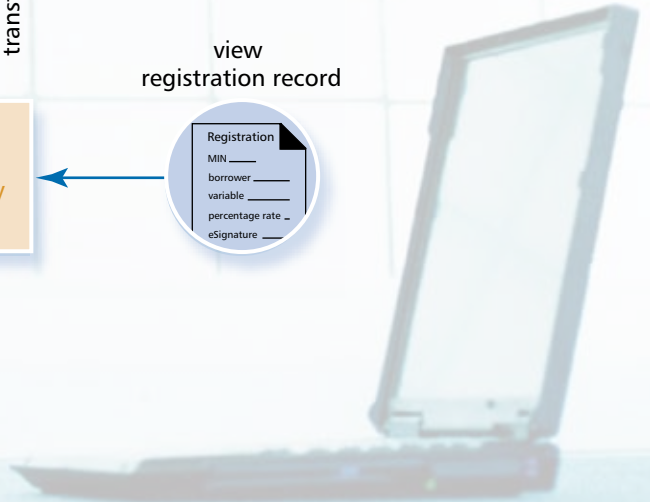 view
registration record
Registration
MIN
borrower
variable
percentage rate
eSignature